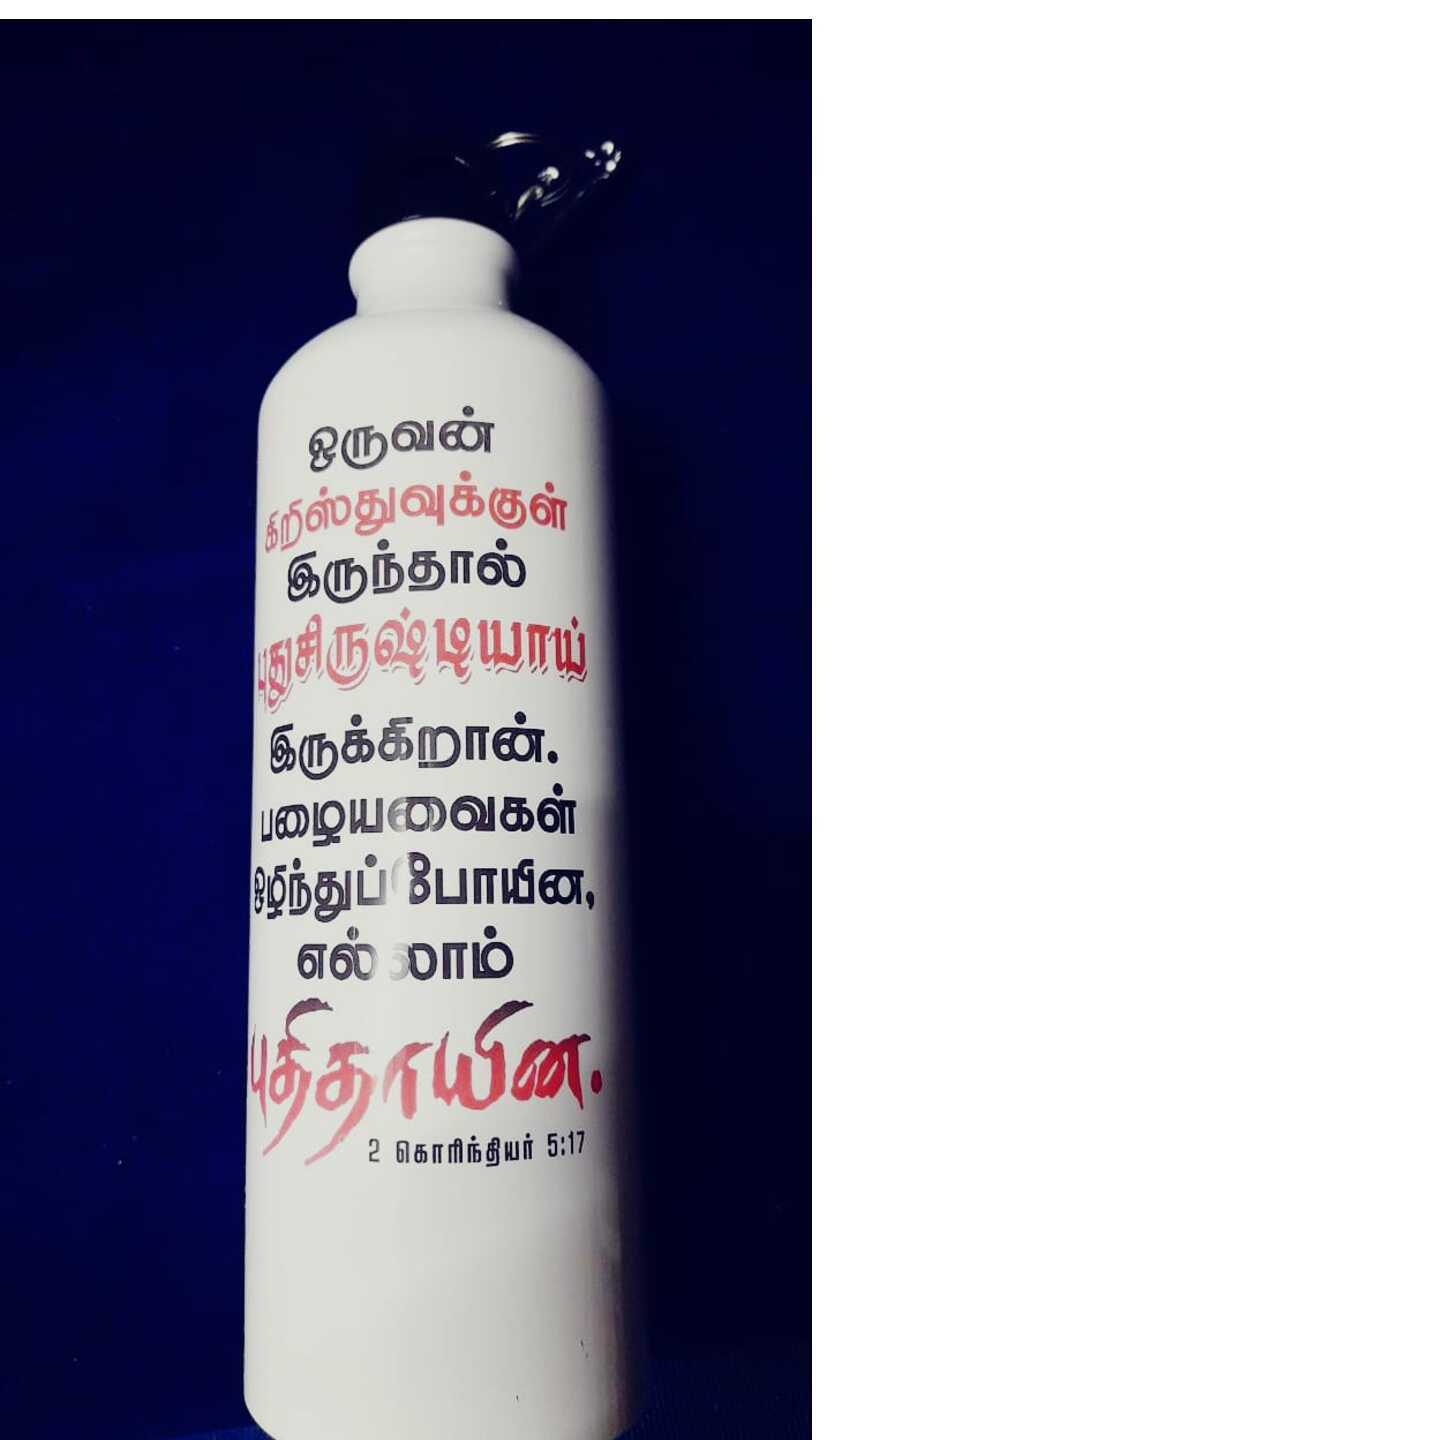 ஒருவன்
கிறிஸ்துவுக்குள்
இருந்தால்
புதுசிருஷ்டியாய்
இருக்கிறான்.
பழையவைகள்
ஒழிந்துப் போயின,
எல்லாம்
புதிதாயின.
2 கொரிந்தியர் 5:17